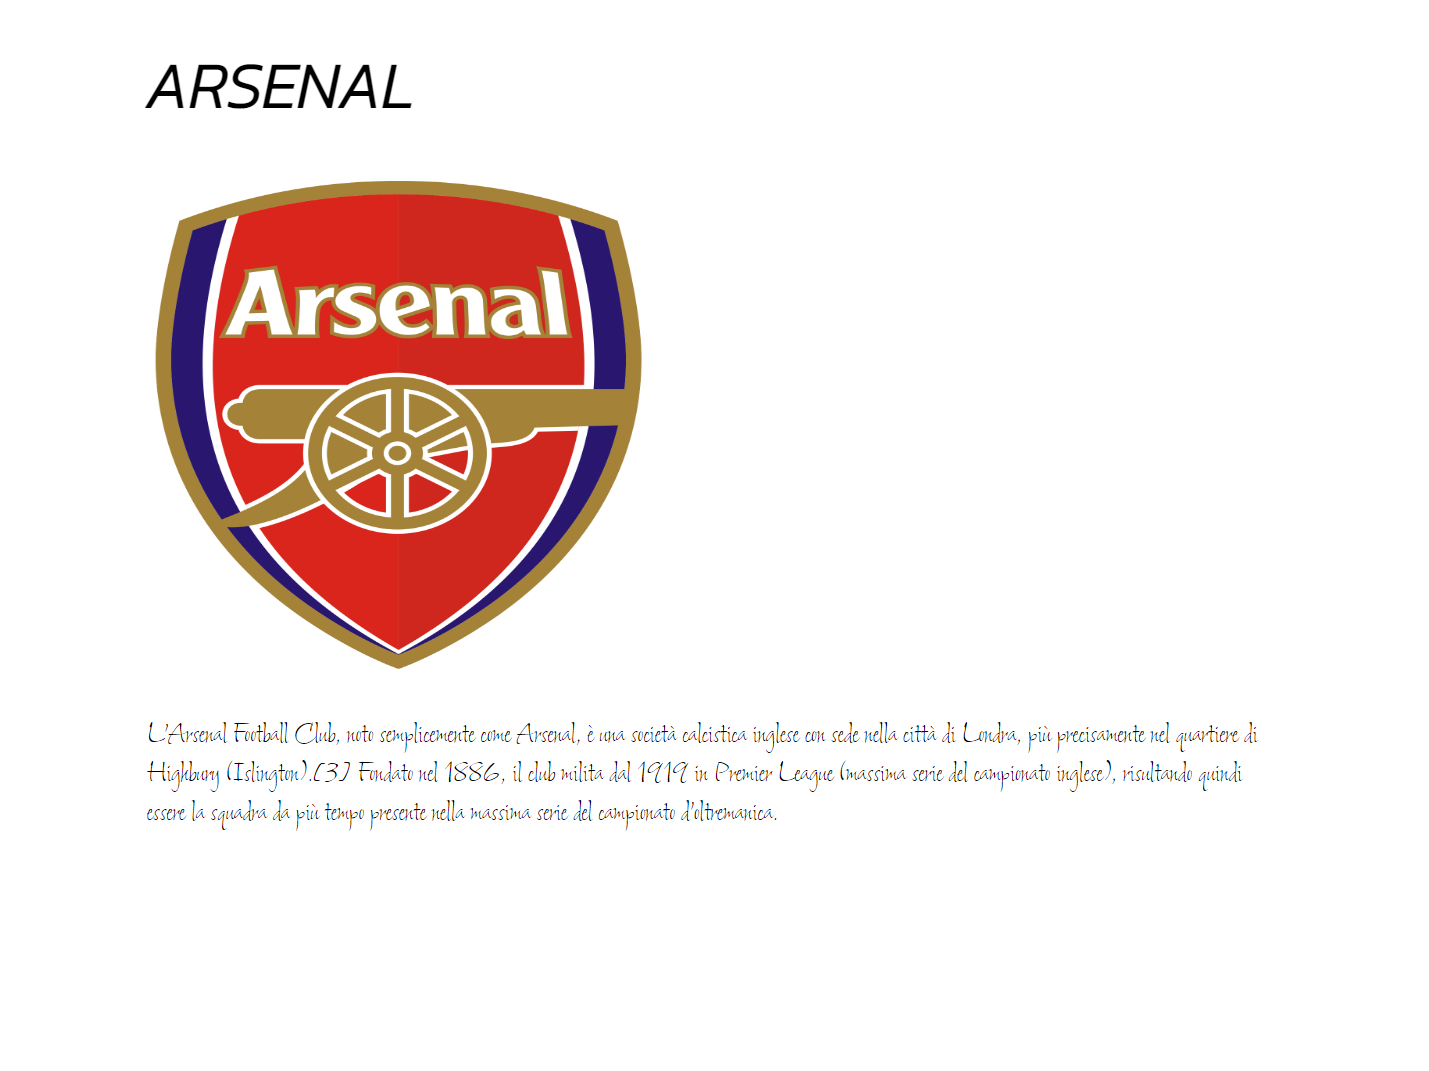 ARSENAL
Arsenal
L'Arsenal Football Club, noto semplicemente come Arsenal, è una società calcistica inglese con sede nella città di Londra, più precisamente nel quartiere di
Highbury (Islington).[3] Fondato nel 1886, il club milita dal 1919 in Premier League (massima serie del campionato inglese), risultando quindi
essere la squadra da più tempo presente nella massima serie del campionato d'oltremanica.